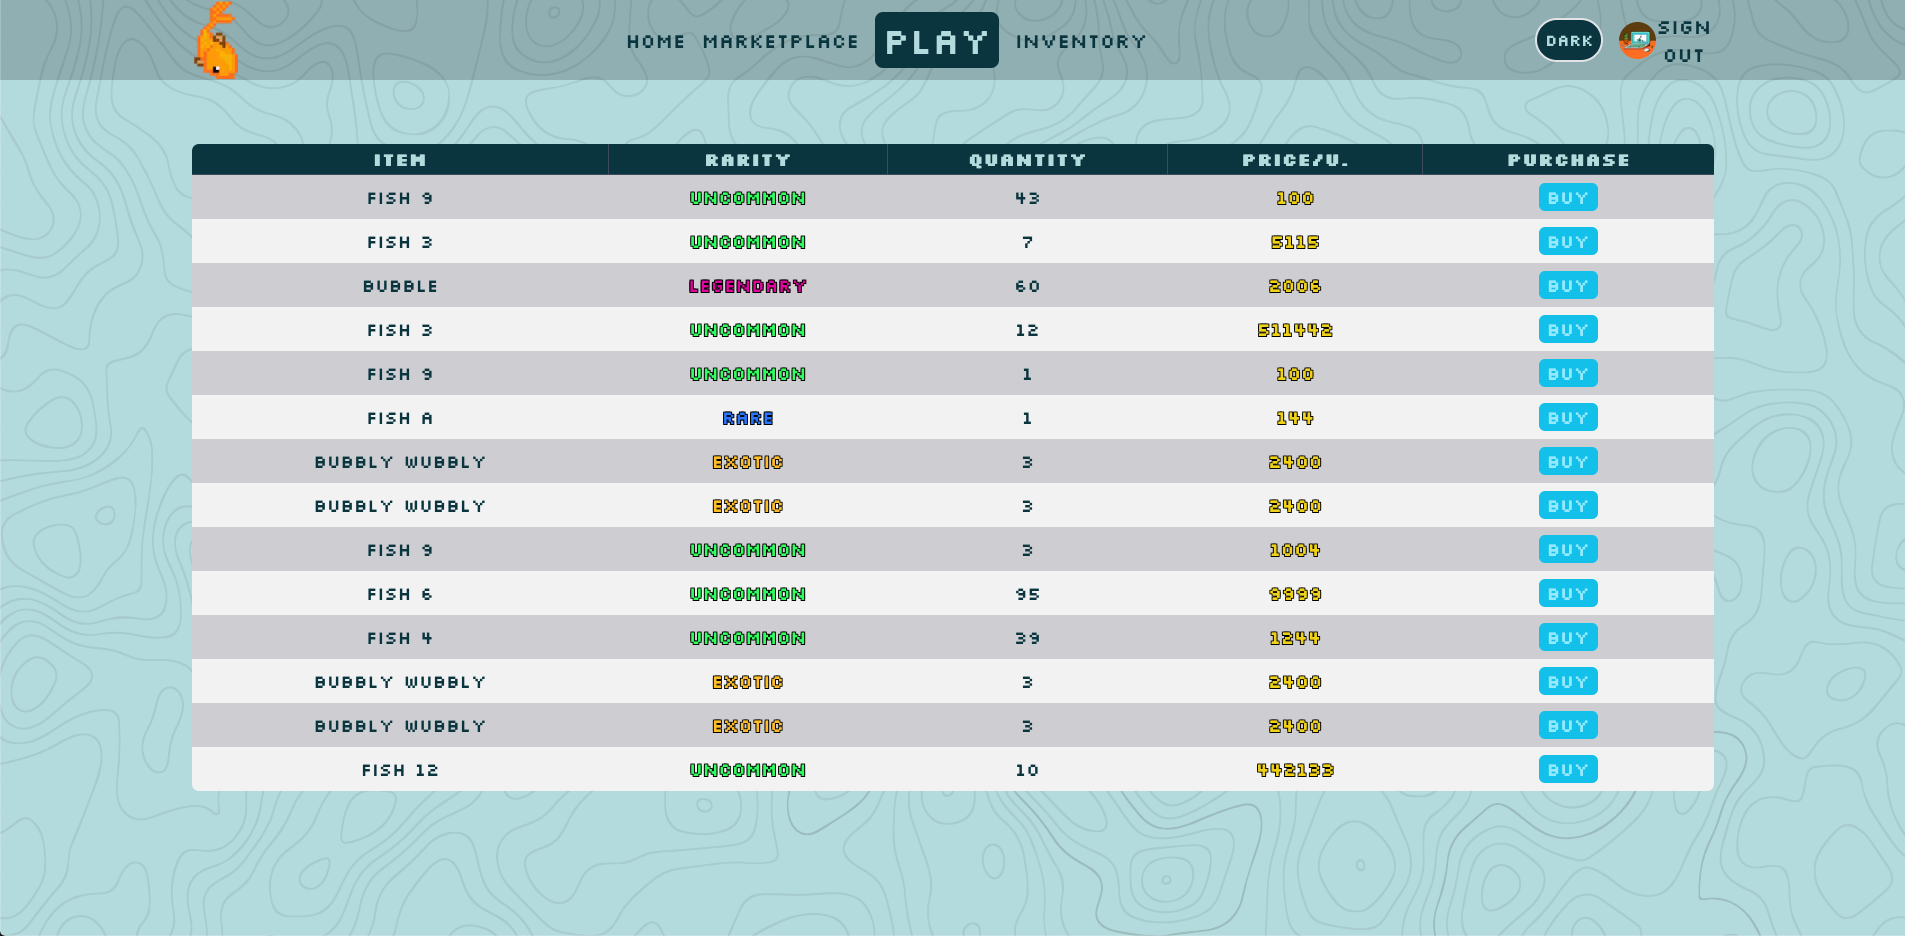 HOME MARKETPLACE PLAY INVENTORY DARK SIGN OUT
ITEM RARITY QUANTITY PRICE/U. PURCHASE
FISH 9 UNCOMMON 43 100 BUY
FISH 3 UNCOMMON 7 5115 BUY
BUBBLE LEGENDARY 60 2006 BUY
FISH 3 UNCOMMON 12 511442 BUY
FISH 9 UNCOMMON 1 100 BUY
FISH A RARE 1 144 BUY
BUBBLY WUBBLY EXOTIC 3 2400 BUY
BUBBLY WUBBLY EXOTIC 3 2400 BUY
FISH 9 UNCOMMON 3 1004 BUY
FISH 6 UNCOMMON 95 9999 BUY
FISH 4 UNCOMMON 39 1244 BUY
BUBBLY WUBBLY EXOTIC 3 2400 BUY
BUBBLY WUBBLY EXOTIC 3 2400 BUY
FISH 12 UNCOMMON 10 442133 BUY